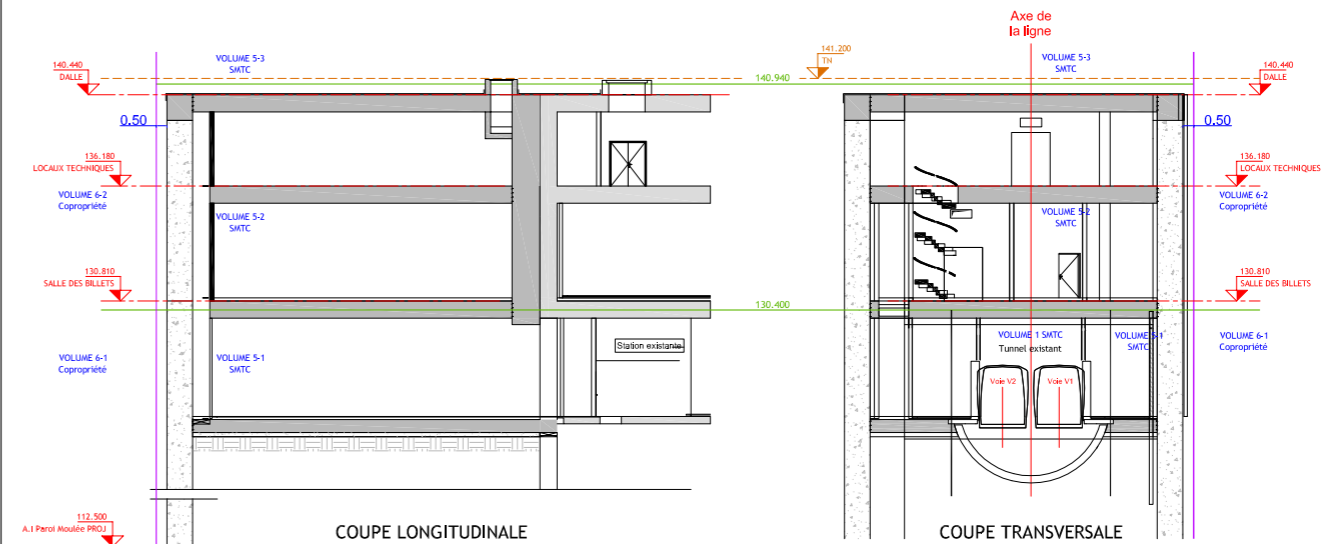 Axe de
la ligne
VOLUME 5-3
SMTC
141.200
TN
VOLUME 5-3
SMTC
140.440
DALLE
140.940
140.440
DALLE
0.50
0.50
136.180
LOCAUX TECHNIQUES
136.180
LOCAUX TECHNIQUES
VOLUME 6-2
Copropriété
VOLUME 5-2
SMTC
VOLUME 5-2
SMTC
VOLUME 6-2
Copropriété
130.810
SALLE DES BILLETS
130.810
SALLE DES BILLETS
130.400
VOLUME 6-1
Copropriété
VOLUME 5-1
SMTC
Station existante
VOLUME 1 SMTC
Tunnel existant
VOLUME 5-1
SMTC
VOLUME 6-1
Copropriété
Voie V2
Voie V1
112.500
A.I Paroi Moulée PROJ
COUPE LONGITUDINALE
COUPE TRANSVERSALE